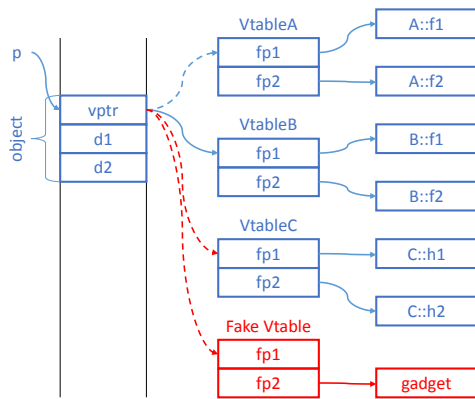 p
object
vptr
d1
d2
VtableA
fp1
fp2
A::f1
A::f2
VtableB
fp1
fp2
B::f1
B::f2
VtableC
fp1
fp2
C::h1
C::h2
Fake Vtable
fp1
fp2
gadget